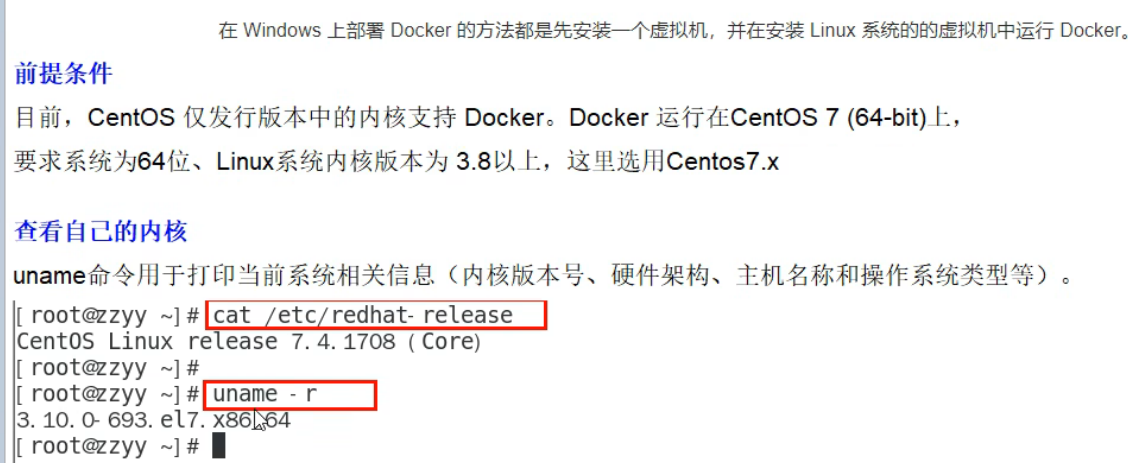 在 Windows 上部署 Docker 的方法都是先安装一个虚拟机，并在安装 Linux 系统的的虚拟机中运行 Docker。
前提条件
目前，CentOS 仅发行版本中的内核支持 Docker。Docker 运行在CentOS 7 (64-bit)上，
要求系统为64位、Linux系统内核版本为 3.8以上，这里选用Centos7.x
查看自己的内核
uname命令用于打印当前系统相关信息（内核版本号、硬件架构、主机名称和操作系统类型等）。
[root@zzyy ~]# cat /etc/redhat-release
CentOS Linux release 7.4.1708 (Core)
[root@zzyy ~]#
[root@zzyy ~]# uname -r
3.10.0-693.el7.x86_64
[root@zzyy ~]#